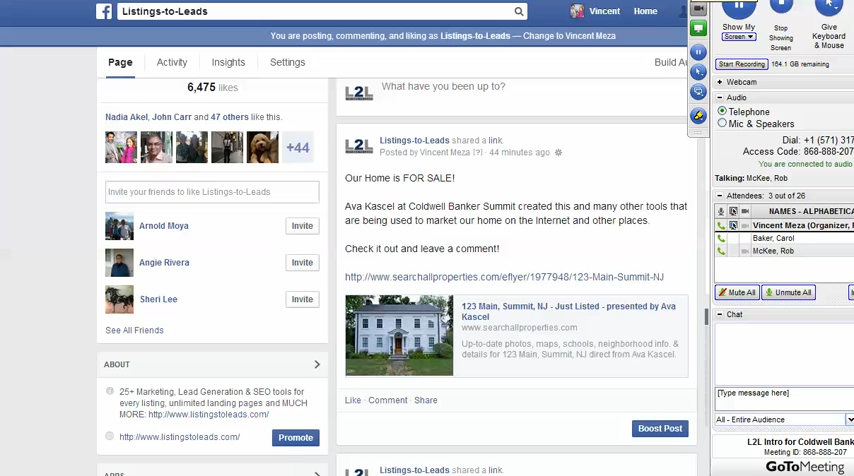 Listings-to-Leads
Vincent
Home
You are posting, commenting, and liking as Listings-to-Leads — Change to Vincent Meza
Page
Activity
Insights
Settings
Build Au
6,475 likes
Nadia Akel, John Carr and 47 others like this.
+44
Invite your friends to like Listings-to-Leads
Arnold Moya
Invite
Angie Rivera
Invite
Sheri Lee
Invite
See All Friends
ABOUT
25+ Marketing, Lead Generation & SEO tools for
every listing, unlimited landing pages and MUCH
MORE: http://www.listingstoleads.com/
http://www.listingstoleads.com/
Promote
APPS
L2L
What have you been up to?
L2L
Listings-to-Leads shared a link.
Posted by Vincent Meza [?] · 44 minutes ago
Our Home is FOR SALE!
Ava Kascel at Coldwell Banker Summit created this and many other tools that
are being used to market our home on the Internet and other places.
Check it out and leave a comment!
http://www.searchallproperties.com/eflyer/1977948/123-Main-Summit-NJ
123 Main, Summit, NJ - Just Listed - presented by Ava
Kascel
www.searchallproperties.com
Up-to-date photos, maps, schools, neighborhood info. &
details for 123 Main, Summit, NJ direct from Ava Kascel.
Like · Comment · Share
Boost Post
L2L
Listings-to-Leads shared a link.
Show My
Screen
Stop
Showing
Screen
Give
Keyboard
& Mouse
Start Recording
164.1 GB remaining
Webcam
Audio
Telephone
Mic & Speakers
Dial: +1 (571) 317
Access Code: 868-888-207
You are connected to audio
Talking: McKee, Rob
Attendees: 3 out of 26
NAMES - ALPHABETICA
Vincent Meza (Organizer, 
Baker, Carol
McKee, Rob
Mute All
Unmute All
Chat
[Type message here]
All - Entire Audience
L2L Intro for Coldwell Bank
Meeting ID: 868-888-207
GoToMeeting